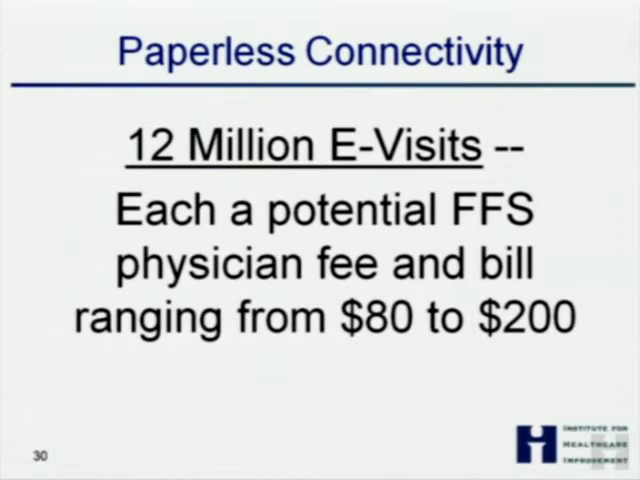 Paperless Connectivity
12 Million E-Visits --
Each a potential FFS
physician fee and bill
ranging from $80 to $200
30
INSTITUTE FOR
HEALTHCARE
IMPROVEMENT